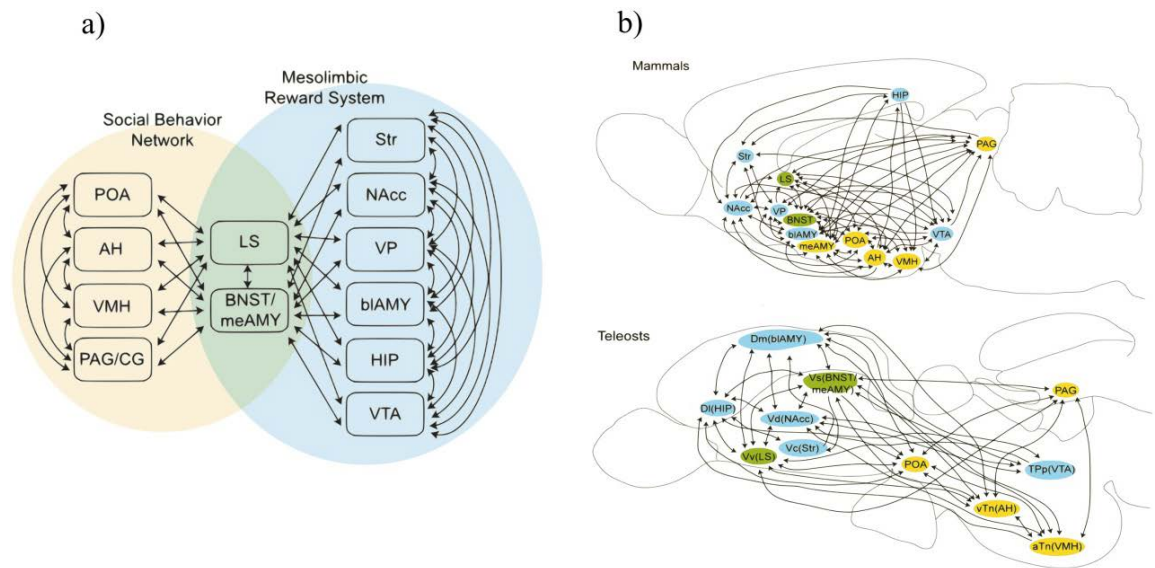 a)
Social Behavior
Network
Mesolimbic
Reward System
POA
AH
VMH
PAG/CG
LS
BNST/
meAMY
Str
NAcc
VP
blAMY
HIP
VTA
b)
Mammals
HIP
PAG
Str
LS
NAcc
VP
BNST
blAMY
meAMY
POA
AH
VMH
VTA
Teleosts
Dm(blAMY)
Vs(BNST/
meAMY)
PAG
Dl(HIP)
Vd(NAcc)
Vc(Str)
Vv(LS)
POA
TPp(VTA)
vTn(AH)
aTn(VMH)